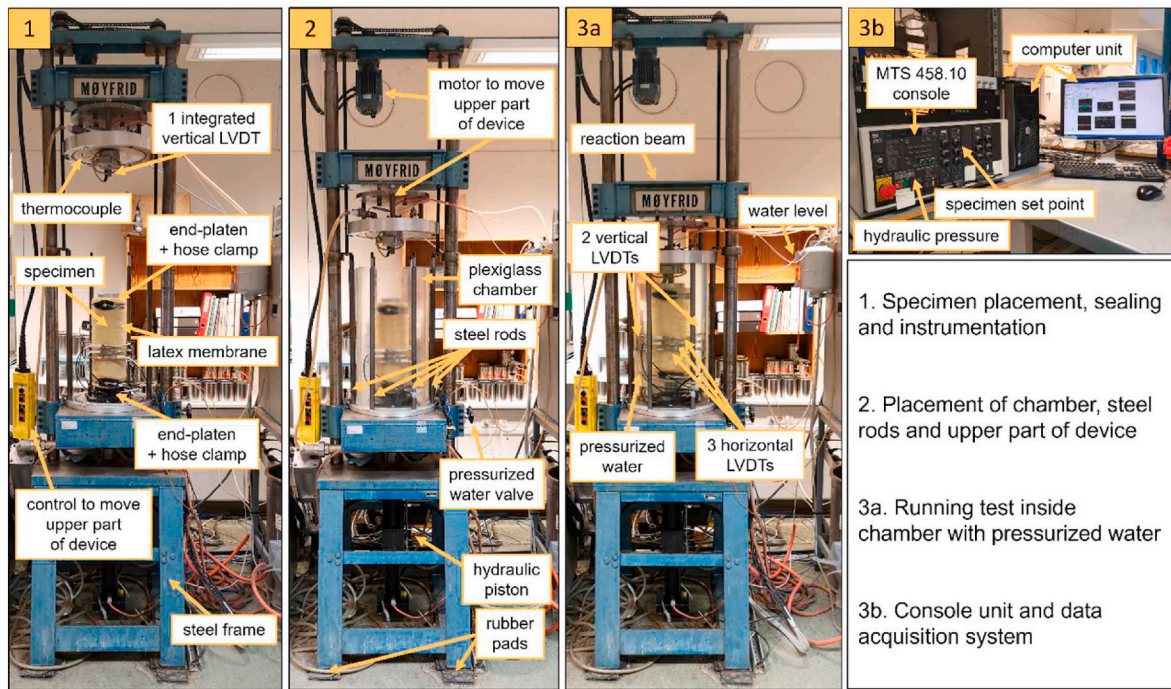 1
MØYFRID
1 integrated
vertical LVDT
thermocouple
end-platen
+ hose clamp
specimen
latex membrane
end-platen
+ hose clamp
control to move
upper part
of device
steel frame
2
motor to move
upper part
of device
MØYFRID
plexiglass
chamber
steel rods
pressurized
water valve
hydraulic
piston
rubber
pads
3a
reaction beam
MØYFRID
water level
2 vertical
LVDTs
pressurized
water
3 horizontal
LVDTs
3b
computer unit
MTS 458.10
console
specimen set point
hydraulic pressure
1. Specimen placement, sealing
and instrumentation
2. Placement of chamber, steel
rods and upper part of device
3a. Running test inside
chamber with pressurized water
3b. Console unit and data
acquisition system